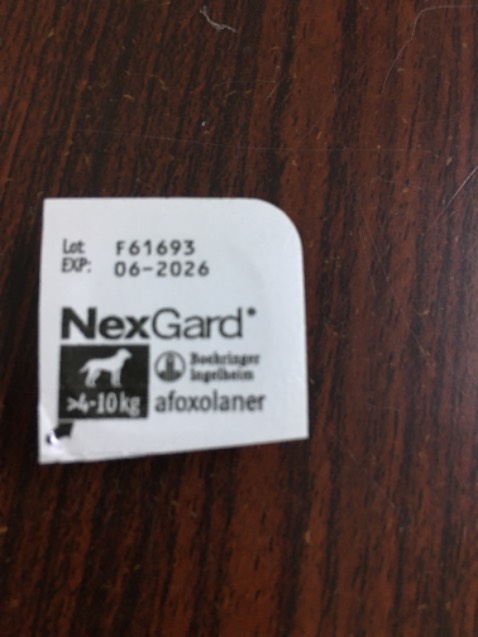 Lot F61693
EXP: 06-2026
NexGard®
Boehringer
Ingelheim
>4-10 kg afoxolaner